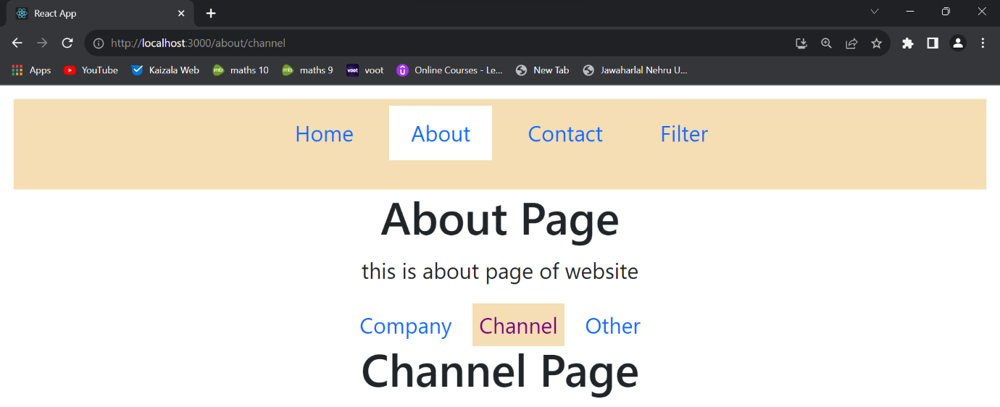 React App
http://localhost:3000/about/channel
Apps YouTube Kaizala Web maths 10 maths 9 voot voot Online Courses - Le... New Tab Jawaharlal Nehru U...
Home About Contact Filter
About Page
this is about page of website
Company Channel Other
Channel Page